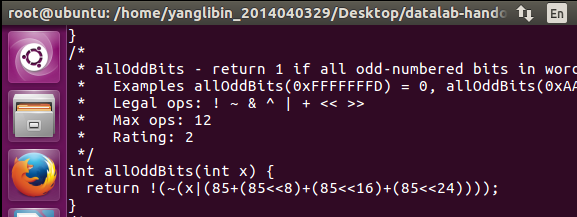 root@ubuntu: /home/yanglibin_2014040329/Desktop/datalab-hando En
}
/*
 * allOddBits - return 1 if all odd-numbered bits in word
 *   Examples allOddBits(0xFFFFFFFD) = 0, allOddBits(0xAA
 *   Legal ops: ! ~ & ^ | + << >>
 *   Max ops: 12
 *   Rating: 2
 */
int allOddBits(int x) {
  return !(~(x|(85+(85<<8)+(85<<16)+(85<<24))));
}